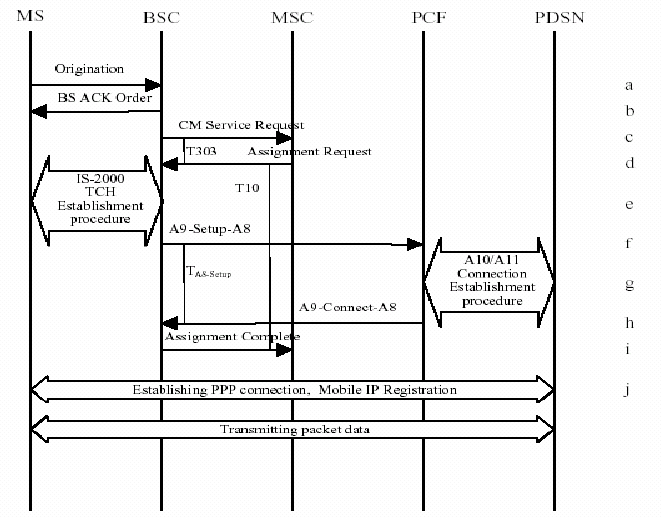 MS BSC MSC PCF PDSN
Origination
a
BS ACK Order
b
CM Service Request
c
T303
Assignment Request
d
T10
IS-2000
TCH
Establishment
procedure
e
A9-Setup-A8
f
A10/A11
Connection
Establishment
procedure
g
TA8-Setup
A9-Connect-A8
h
Assignment Complete
i
Establishing PPP connection, Mobile IP Registration
j
Transmitting packet data